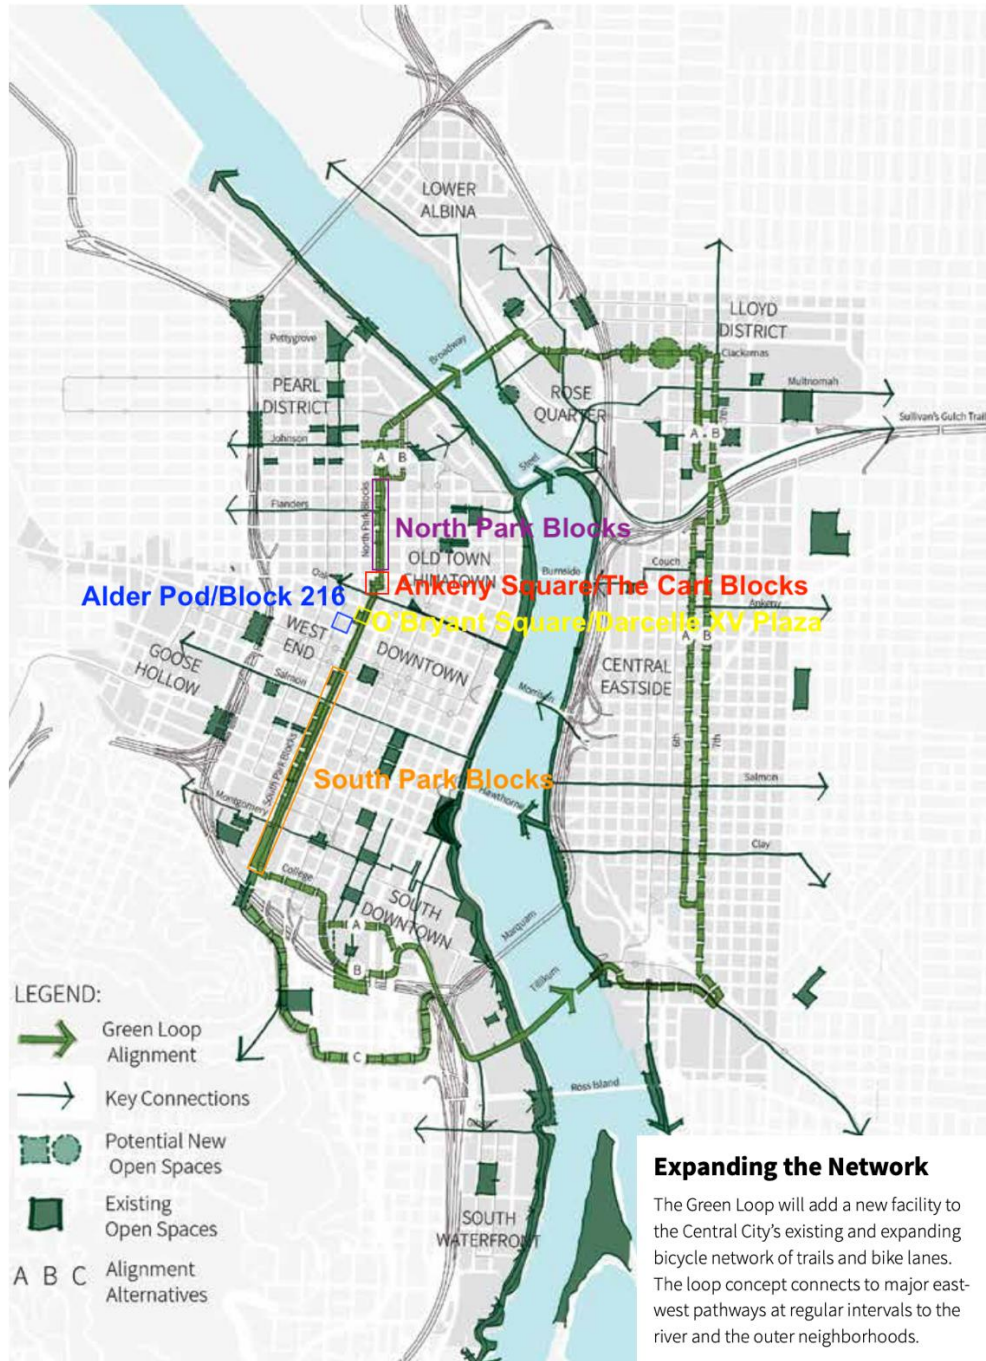 LOWER
ALBINA
LLOYD
DISTRICT
Pettygrove
Broadway
Clackamas
PEARL
DISTRICT
Multnomah
ROSE
QUARTER
7th
Sullivan's Gulch Trail
Johnson
A B
A B
Steel
Flanders
North Park Blocks
North Park Blocks
OLD TOWN
CHINATOWN
Burnside
Couch
Oak
Ankeny Square/The Cart Blocks
Alder Pod/Block 216
Ankeny
O'Bryant Square/Darcelle XV Plaza
WEST
END
A B
GOOSE
HOLLOW
DOWNTOWN
CENTRAL
EASTSIDE
Salmon
Morrison
6th
7th
South Park Blocks
South Park Blocks
Salmon
Hawthorne
Montgomery
Clay
College
SOUTH
DOWNTOWN
A
Marquam
B
Tilikum
C
Ross Island
SOUTH
WATERFRONT
LEGEND:
Green Loop
Alignment
Key Connections
Potential New
Open Spaces
Existing
Open Spaces
A B C
Alignment
Alternatives
Expanding the Network
The Green Loop will add a new facility to
the Central City's existing and expanding
bicycle network of trails and bike lanes.
The loop concept connects to major east-
west pathways at regular intervals to the
river and the outer neighborhoods.